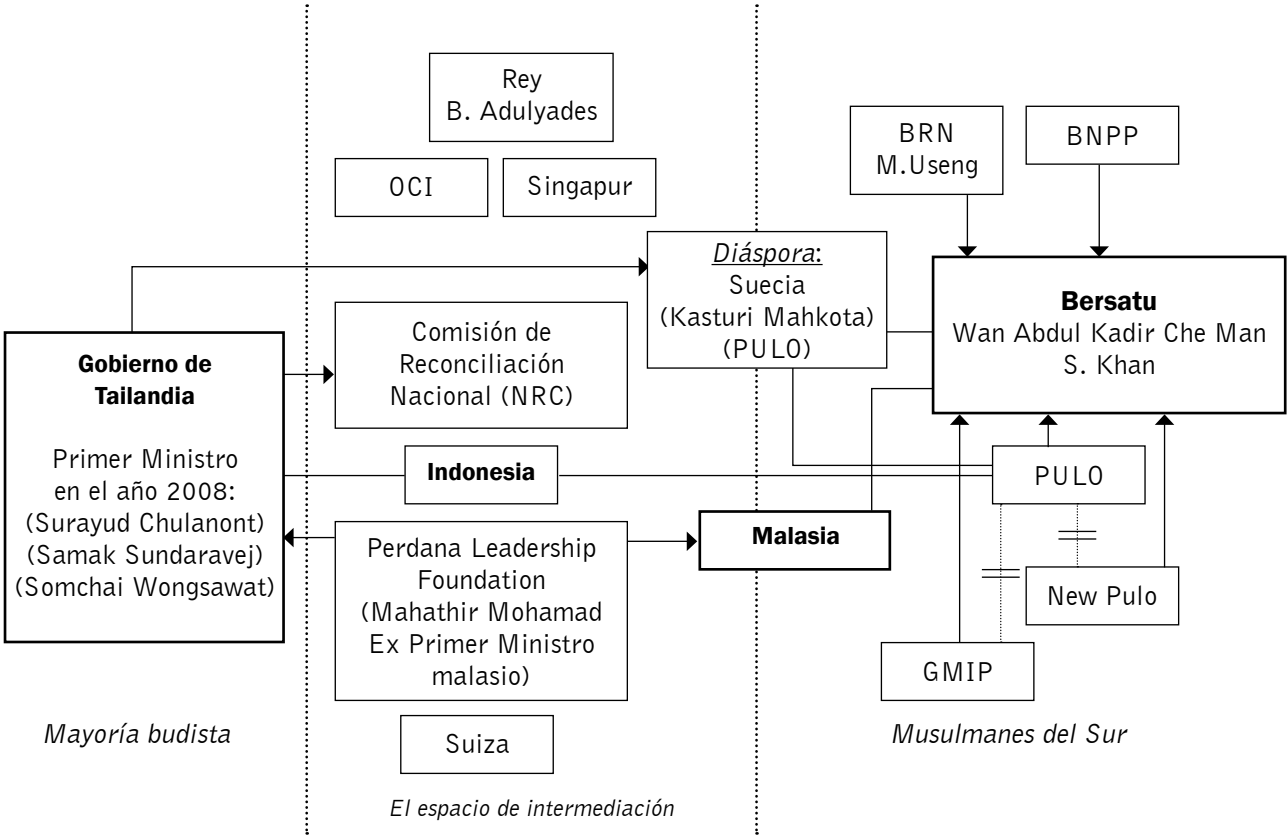 Rey
B. Adulyades
OCI
Singapur
BRN
M.Useng
BNPP
Diáspora:
Suecia
(Kasturi Mahkota)
(PULO)
Bersatu
Wan Abdul Kadir Che Man
S. Khan
Gobierno de
Tailandia
Primer Ministro
en el año 2008:
(Surayud Chulanont)
(Samak Sundaravej)
(Somchai Wongsawat)
Comisión de
Reconciliación
Nacional (NRC)
Indonesia
PULO
Perdana Leadership
Foundation
(Mahathir Mohamad
Ex Primer Ministro
malasio)
Malasia
New Pulo
GMIP
Suiza
Mayoría budista
El espacio de intermediación
Musulmanes del Sur